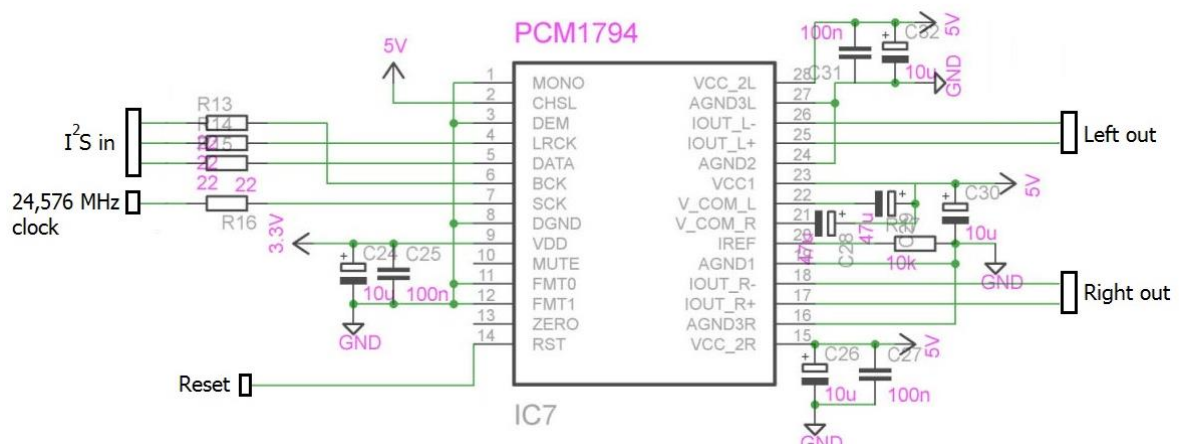 PCM1794
5V
100n
C31
C32
10u
5V
GND
1 MONO
2 CHSL
3 DEM
4 LRCK
5 DATA
6 BCK
7 SCK
8 DGND
9 VDD
10 MUTE
11 FMT0
12 FMT1
13 ZERO
14 RST
VCC_2L 28
AGND3L 27
IOUT_L- 26
IOUT_L+ 25
AGND2 24
VCC1 23
V_COM_L 22
V_COM_R 21
IREF 20
AGND1 19
IOUT_R- 18
IOUT_R+ 17
AGND3R 16
VCC_2R 15
R13
R14
R15
22
22
22 22
R16
I²S in
24,576 MHz
clock
3.3V
C24
C25
10u
100n
GND
Reset
IC7
Left out
5V
C30
10u
47u
C29
47u
C28
10k
GND
Right out
5V
C26
C27
10u
100n
GND